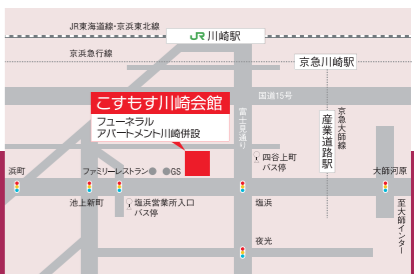 JR東海道線・京浜東北線
JR 川崎駅
京浜急行線
京急川崎駅
こすもす川崎会館
フューネラル
アパートメント川崎併設
国道15号
富士見通り
産業道路駅
京急大師線
四谷上町
バス停
浜町
ファミリーレストラン
GS
大師河原
池上新町
塩浜営業所入口
バス停
塩浜
至大師インター
夜光